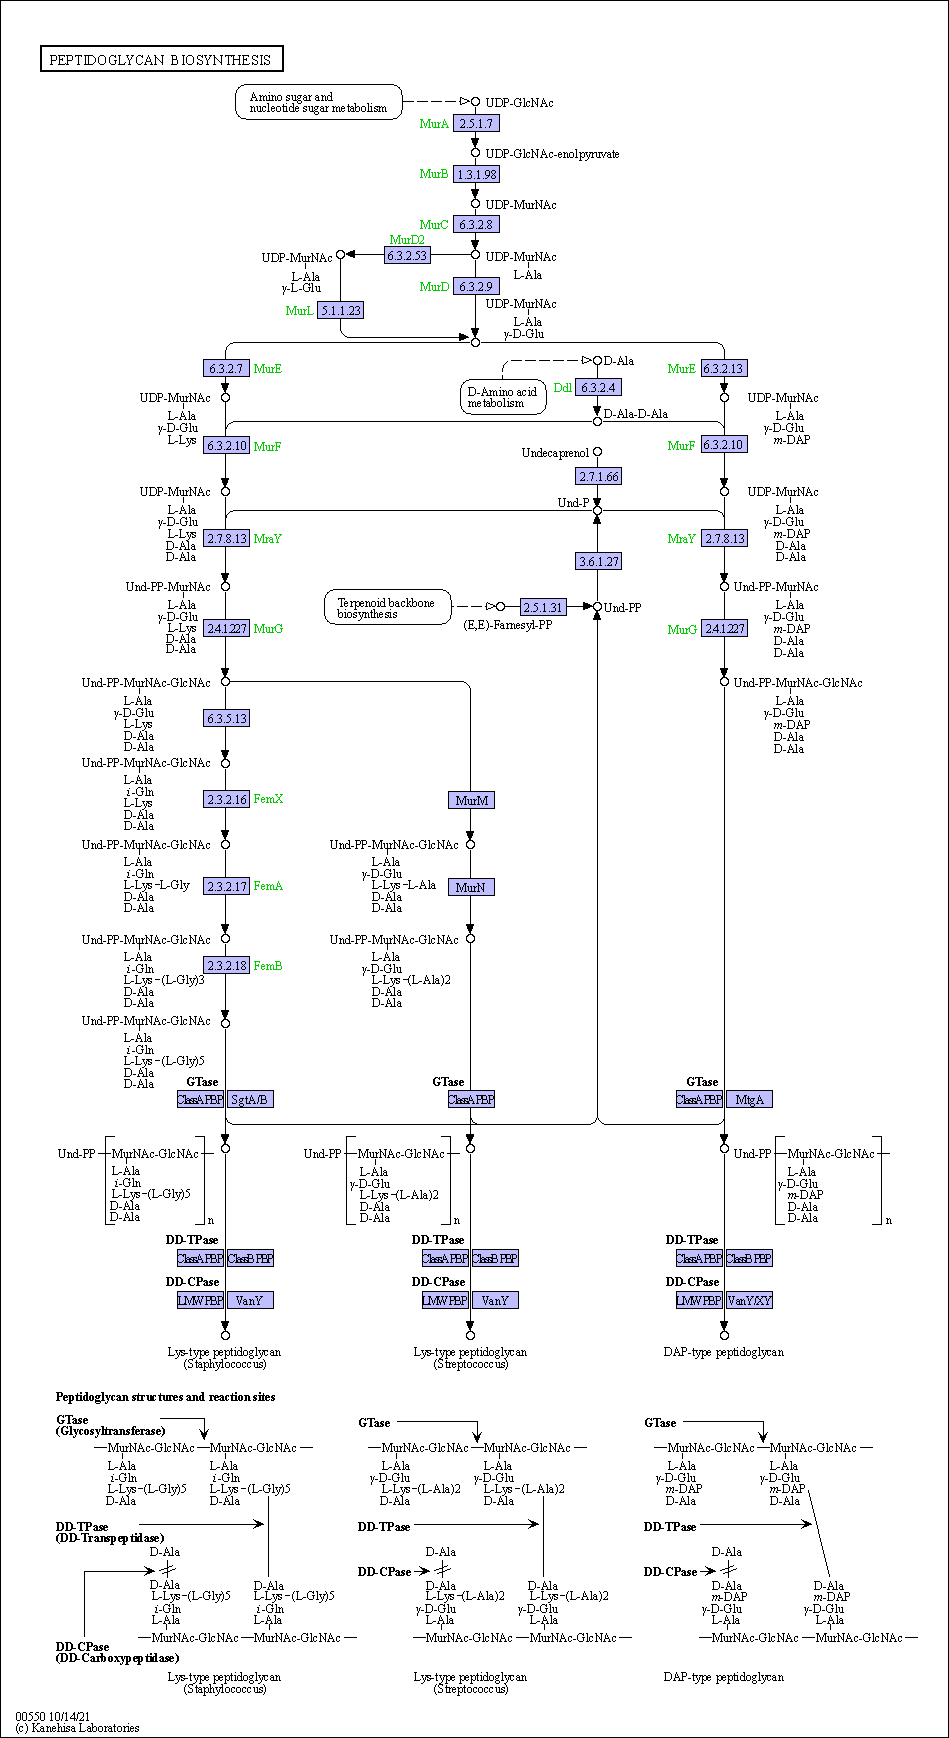 PEPTIDOGLYCAN BIOSYNTHESIS
Amino sugar and
nucleotide sugar metabolism
UDP-GlcNAc
MurA 2.5.1.7
UDP-GlcNAc-enolpyruvate
MurB 1.3.1.98
UDP-MurNAc
MurC 6.3.2.8
MurD2
UDP-MurNAc 6.3.2.53 UDP-MurNAc
L-Ala L-Ala
γ-L-Glu
MurD 6.3.2.9
MurL 5.1.1.23 UDP-MurNAc
L-Ala
γ-D-Glu
6.3.2.7 MurE
D-Ala
MurE 6.3.2.13
D-Amino acid
metabolism
Ddl 6.3.2.4
UDP-MurNAc UDP-MurNAc
L-Ala D-Ala-D-Ala L-Ala
γ-D-Glu γ-D-Glu
L-Lys m-DAP
6.3.2.10 MurF MurF 6.3.2.10
Undecaprenol
2.7.1.66
UDP-MurNAc UDP-MurNAc
L-Ala Und-P L-Ala
γ-D-Glu γ-D-Glu
L-Lys m-DAP
D-Ala D-Ala
D-Ala D-Ala
2.7.8.13 MraY MraY 2.7.8.13
3.6.1.27
Und-PP-MurNAc Und-PP-MurNAc
L-Ala L-Ala
γ-D-Glu γ-D-Glu
L-Lys m-DAP
D-Ala D-Ala
D-Ala D-Ala
Terpenoid backbone
biosynthesis
2.5.1.31 Und-PP
(E,E)-Farnesyl-PP
2.4.1.227 MurG MurG 2.4.1.227
Und-PP-MurNAc-GlcNAc Und-PP-MurNAc-GlcNAc
L-Ala L-Ala
γ-D-Glu γ-D-Glu
L-Lys m-DAP
D-Ala D-Ala
D-Ala D-Ala
6.3.5.13
Und-PP-MurNAc-GlcNAc
L-Ala
i-Gln
L-Lys
D-Ala
D-Ala
2.3.2.16 FemX MurM
Und-PP-MurNAc-GlcNAc Und-PP-MurNAc-GlcNAc
L-Ala L-Ala
i-Gln γ-D-Glu
L-Lys-L-Gly L-Lys-L-Ala
D-Ala D-Ala
D-Ala D-Ala
2.3.2.17 FemA MurN
Und-PP-MurNAc-GlcNAc Und-PP-MurNAc-GlcNAc
L-Ala L-Ala
i-Gln γ-D-Glu
L-Lys-(L-Gly)3 L-Lys-(L-Ala)2
D-Ala D-Ala
D-Ala D-Ala
2.3.2.18 FemB
Und-PP-MurNAc-GlcNAc
L-Ala
i-Gln
L-Lys-(L-Gly)5
D-Ala
D-Ala
GTase GTase GTase
ClassAPBP SgtA/B ClassAPBP ClassAPBP MtgA
Und-PP MurNAc-GlcNAc Und-PP MurNAc-GlcNAc Und-PP MurNAc-GlcNAc
L-Ala L-Ala L-Ala
i-Gln γ-D-Glu γ-D-Glu
L-Lys-(L-Gly)5 L-Lys-(L-Ala)2 m-DAP
D-Ala D-Ala D-Ala
D-Ala D-Ala D-Ala
n n n
DD-TPase DD-TPase DD-TPase
ClassAPBP ClassBPBP ClassAPBP ClassBPBP ClassAPBP ClassBPBP
DD-CPase DD-CPase DD-CPase
LMWPBP VanY LMWPBP VanY LMWPBP VanY/XY
Lys-type peptidoglycan Lys-type peptidoglycan DAP-type peptidoglycan
(Staphylococcus) (Streptococcus)
Peptidoglycan structures and reaction sites
GTase GTase GTase
(Glycosyltransferase)
MurNAc-GlcNAc MurNAc-GlcNAc MurNAc-GlcNAc MurNAc-GlcNAc MurNAc-GlcNAc MurNAc-GlcNAc
L-Ala L-Ala L-Ala L-Ala L-Ala L-Ala
i-Gln i-Gln γ-D-Glu γ-D-Glu γ-D-Glu γ-D-Glu
L-Lys-(L-Gly)5 L-Lys-(L-Gly)5 L-Lys-(L-Ala)2 L-Lys-(L-Ala)2 m-DAP m-DAP
D-Ala D-Ala D-Ala D-Ala D-Ala D-Ala
DD-TPase DD-TPase DD-TPase
(DD-Transpeptidase)
D-Ala D-Ala D-Ala
DD-CPase DD-CPase
D-Ala D-Ala D-Ala D-Ala D-Ala D-Ala
L-Lys-(L-Gly)5 L-Lys-(L-Gly)5 L-Lys-(L-Ala)2 L-Lys-(L-Ala)2 m-DAP m-DAP
i-Gln i-Gln γ-D-Glu γ-D-Glu γ-D-Glu γ-D-Glu
L-Ala L-Ala L-Ala L-Ala L-Ala L-Ala
MurNAc-GlcNAc MurNAc-GlcNAc MurNAc-GlcNAc MurNAc-GlcNAc MurNAc-GlcNAc MurNAc-GlcNAc
DD-CPase
(DD-Carboxypeptidase)
Lys-type peptidoglycan Lys-type peptidoglycan DAP-type peptidoglycan
(Staphylococcus) (Streptococcus)
00550 10/14/21
(c) Kanehisa Laboratories